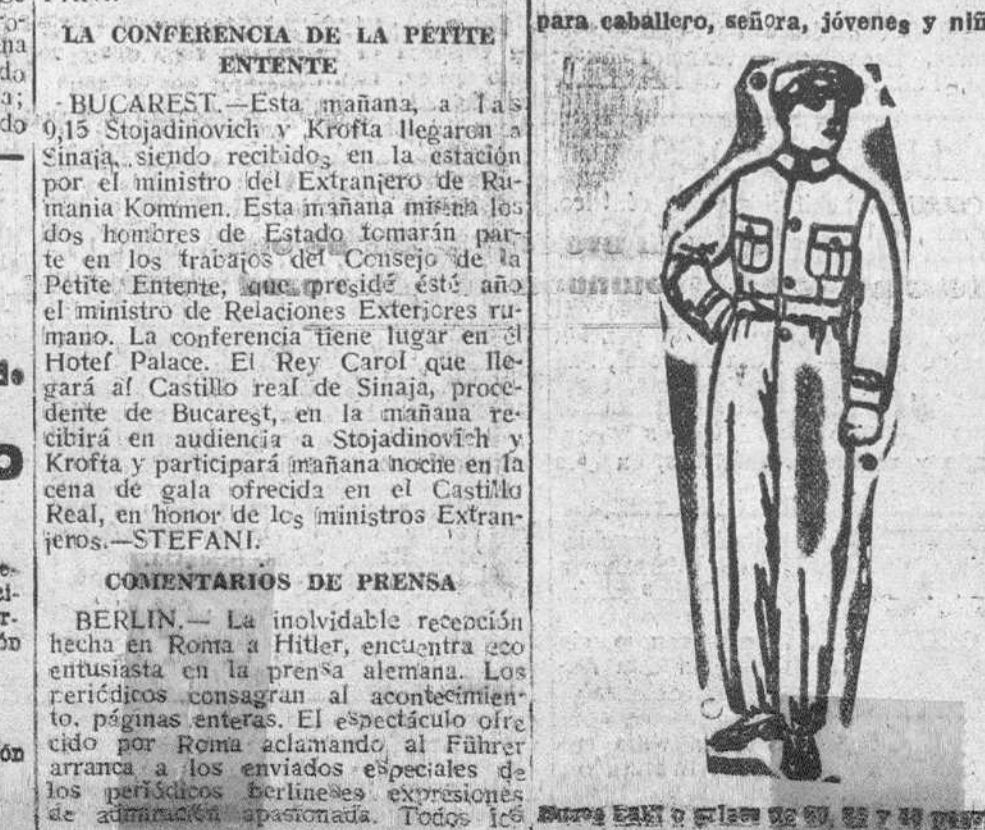 LA CONFERENCIA DE LA PETITE
ENTENTE
BUCAREST.—Esta mañana, a las
9,15 Stojadinovich y Krofta llegaron a
Sinaja, siendo recibidos en la estación
por el ministro del Extranjero de Ru-
mania Kommen. Esta mañana misma los
dos hombres de Estado tomarán par-
te en los trabajos del Consejo de la
Petite Entente, que presidé ésté año
el ministro de Relaciones Exteriores ru-
mano. La conferencia tiene lugar en el
Hotel Palace. El Rey Carol que lle-
gará al Castillo real de Sinaja, proce-
dente de Bucarest, en la mañana re-
cibirá en audiencia a Stojadinovich y
Krofta y participará mañana noche en la
cena de gala ofrecida en el Castillo
Real, en honor de los ministros Extran-
jeros.—STEFANI.
COMENTARIOS DE PRENSA
BERLIN.— La inolvidable recepción
hecha en Roma a Hitler, encuentra eco
entusiasta en la prensa alemana. Los
periódicos consagran al acontecimien-
to, páginas enteras. El espectáculo ofre
cido por Roma aclamando al Führer
arranca a los enviados especiales de
los periódicos berlineses expresiones
de admiración apasionada. Todos los
para caballero, señora, jóvenes y niñ